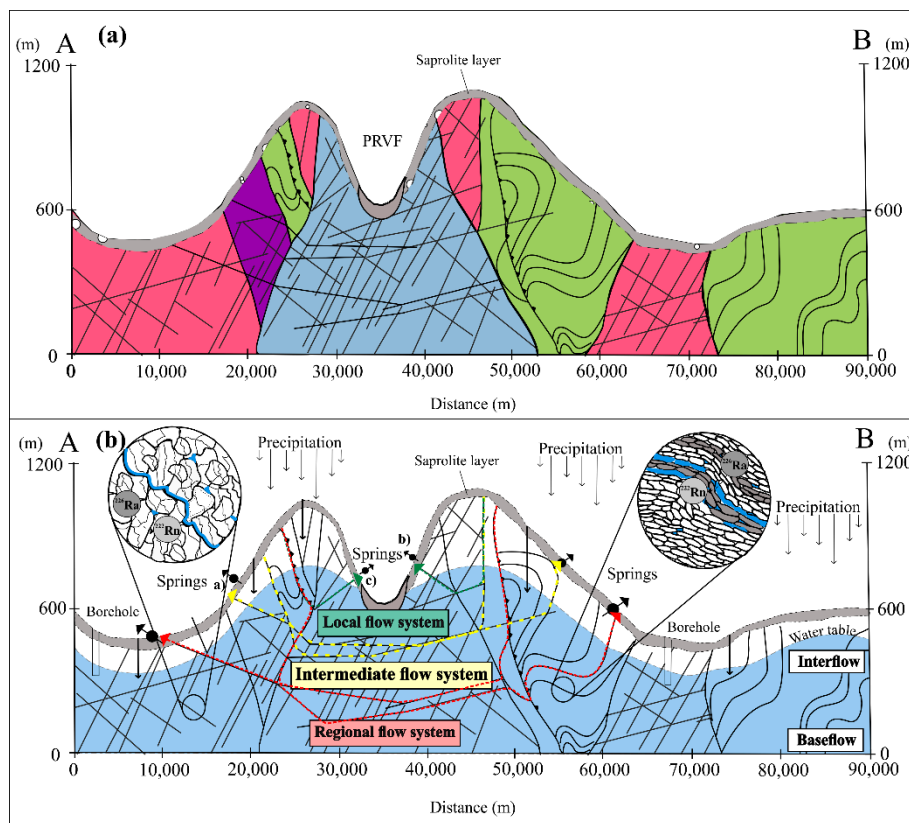 A
(a)
B
(m)
(m)
1200
1200
Saprolite layer
PRVF
600
600
0
0
0
10,000
20,000
30,000
40,000
50,000
60,000
70,000
80,000
90,000
Distance (m)
A
(b)
B
(m)
(m)
Precipitation
Precipitation
1200
1200
Saprolite layer
²²⁶Ra
²²²Rn
²²⁶Ra
²²²Rn
Precipitation
Springs
a)
Springs
b)
c)
Springs
600
600
Borehole
Borehole
Local flow system
Water table
Interflow
Intermediate flow system
Regional flow system
Baseflow
0
0
0
10,000
20,000
30,000
40,000
50,000
60,000
70,000
80,000
90,000
Distance (m)